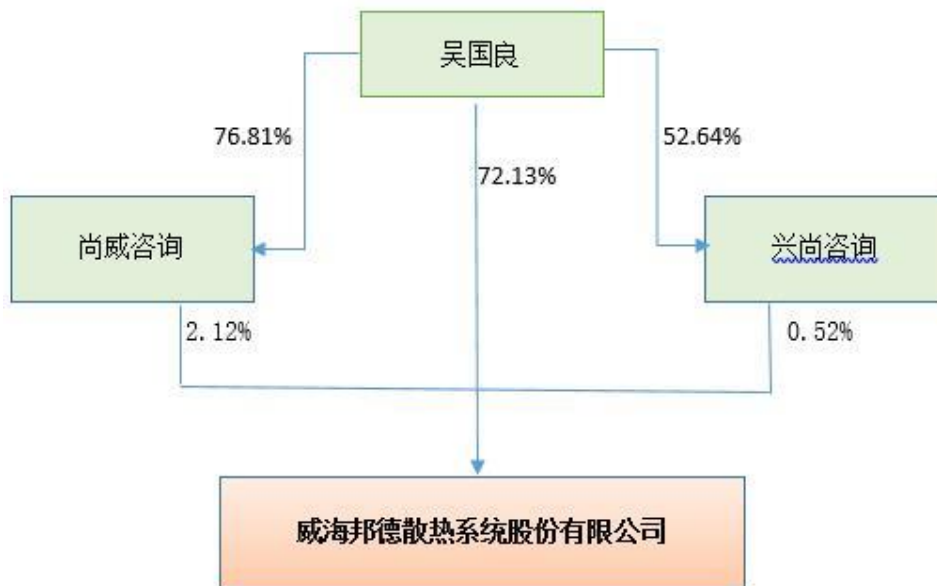 吴国良
76.81%
52.64%
72.13%
尚威咨询
兴尚咨询
2.12%
0.52%
威海邦德散热系统股份有限公司